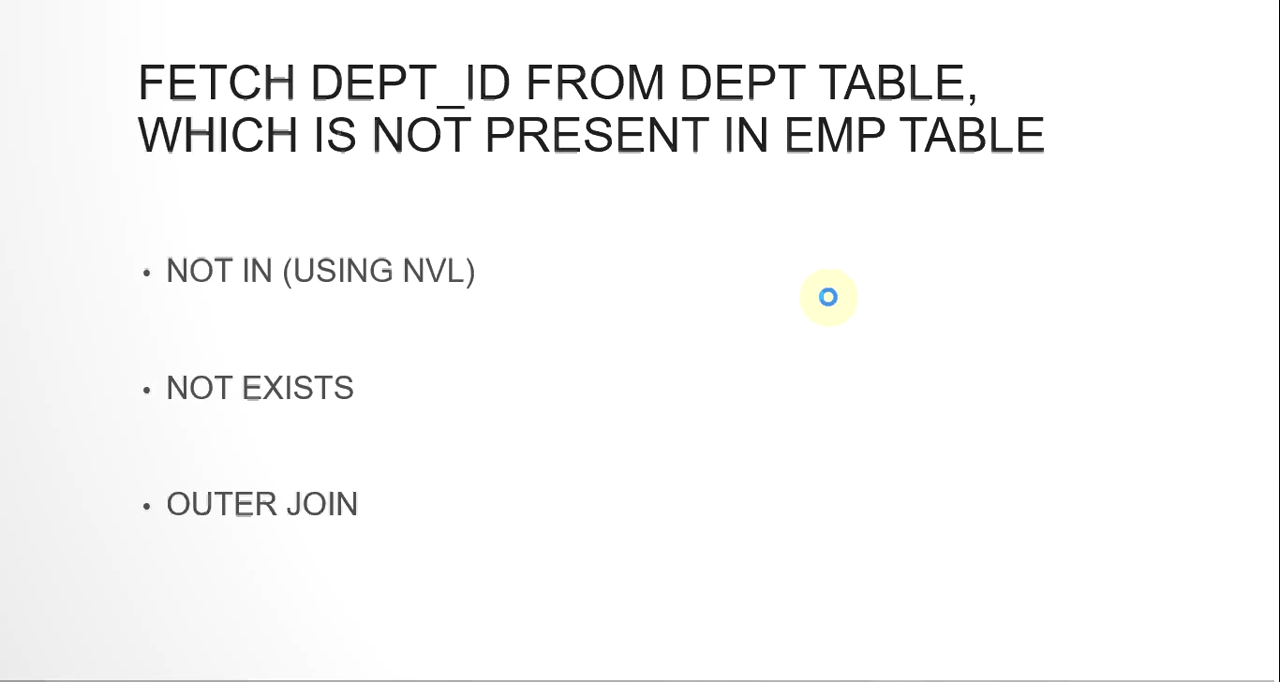 FETCH DEPT_ID FROM DEPT TABLE,
WHICH IS NOT PRESENT IN EMP TABLE
• NOT IN (USING NVL)
• NOT EXISTS
• OUTER JOIN